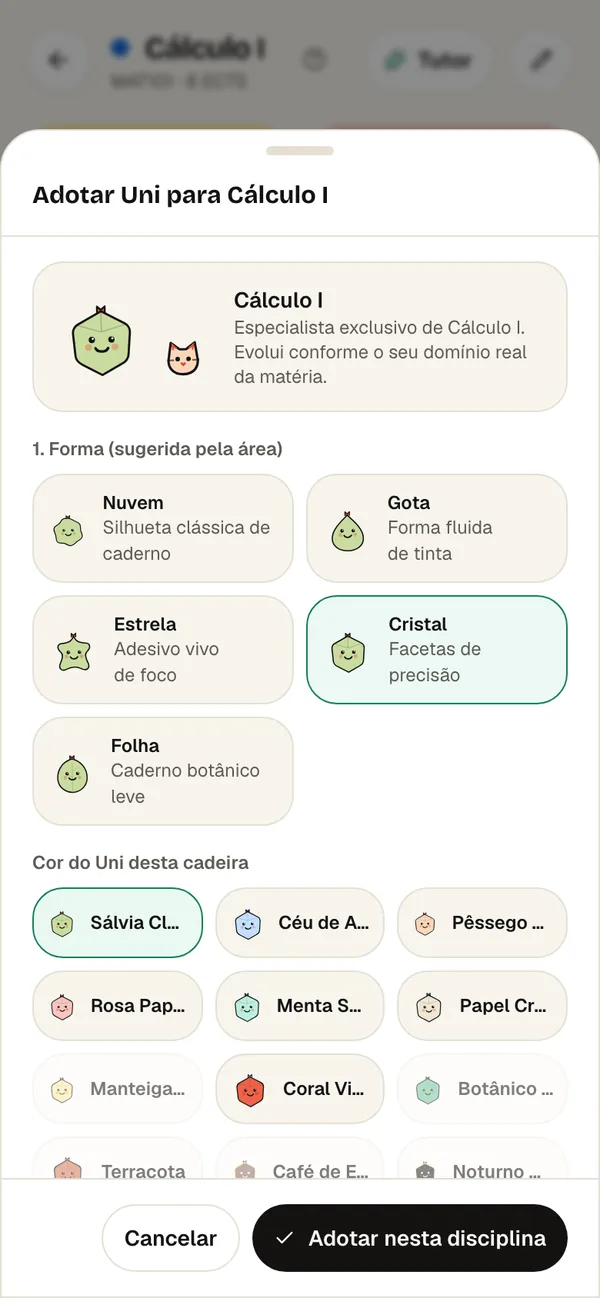 Cálculo I
Tutor
Adotar Uni para Cálculo I
Cálculo I
Especialista exclusivo de Cálculo I.
Evolui conforme o seu domínio real
da matéria.
1. Forma (sugerida pela área)
Nuvem
Silhueta clássica de
caderno
Gota
Forma fluida
de tinta
Estrela
Adesivo vivo
de foco
Cristal
Facetas de
precisão
Folha
Caderno botânico
leve
Cor do Uni desta cadeira
Sálvia Cl...
Céu de A...
Pêssego ...
Rosa Pap...
Menta S...
Papel Cr...
Manteiga...
Coral Vi...
Botânico ...
Terracota
Café de E...
Noturno ...
Cancelar
Adotar nesta disciplina